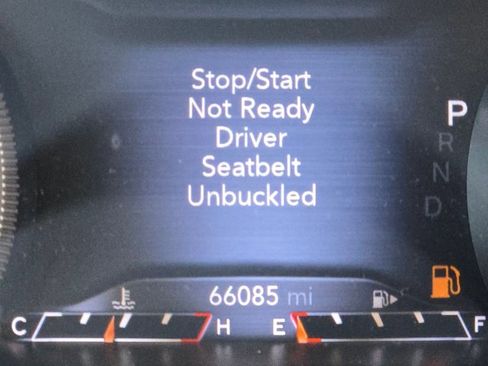 Stop/Start
Not Ready
Driver
Seatbelt
Unbuckled
P
R
N
D
66085 mi
C H E F